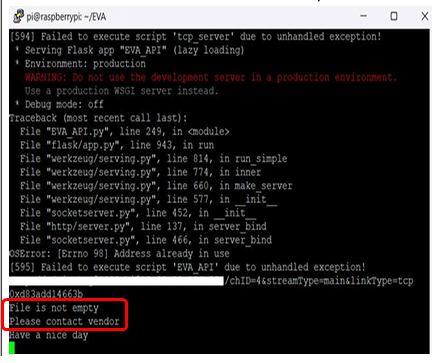 pi@raspberrypi: ~/EVA
[594] Failed to execute script 'tcp_server' due to unhandled exception!
 * Serving Flask app "EVA_API" (lazy loading)
 * Environment: production
   WARNING: Do not use the development server in a production environment.
   Use a production WSGI server instead.
 * Debug mode: off
Traceback (most recent call last):
  File "EVA_API.py", line 249, in <module>
  File "flask/app.py", line 943, in run
  File "werkzeug/serving.py", line 814, in run_simple
  File "werkzeug/serving.py", line 774, in inner
  File "werkzeug/serving.py", line 660, in make_server
  File "werkzeug/serving.py", line 577, in __init__
  File "socketserver.py", line 452, in __init__
  File "http/server.py", line 137, in server_bind
  File "socketserver.py", line 466, in server_bind
OSError: [Errno 98] Address already in use
[595] Failed to execute script 'EVA_API' due to unhandled exception!
/chID=4&streamType=main&linkType=tcp
0xd83add14663b
File is not empty
Please contact vendor
Have a nice day